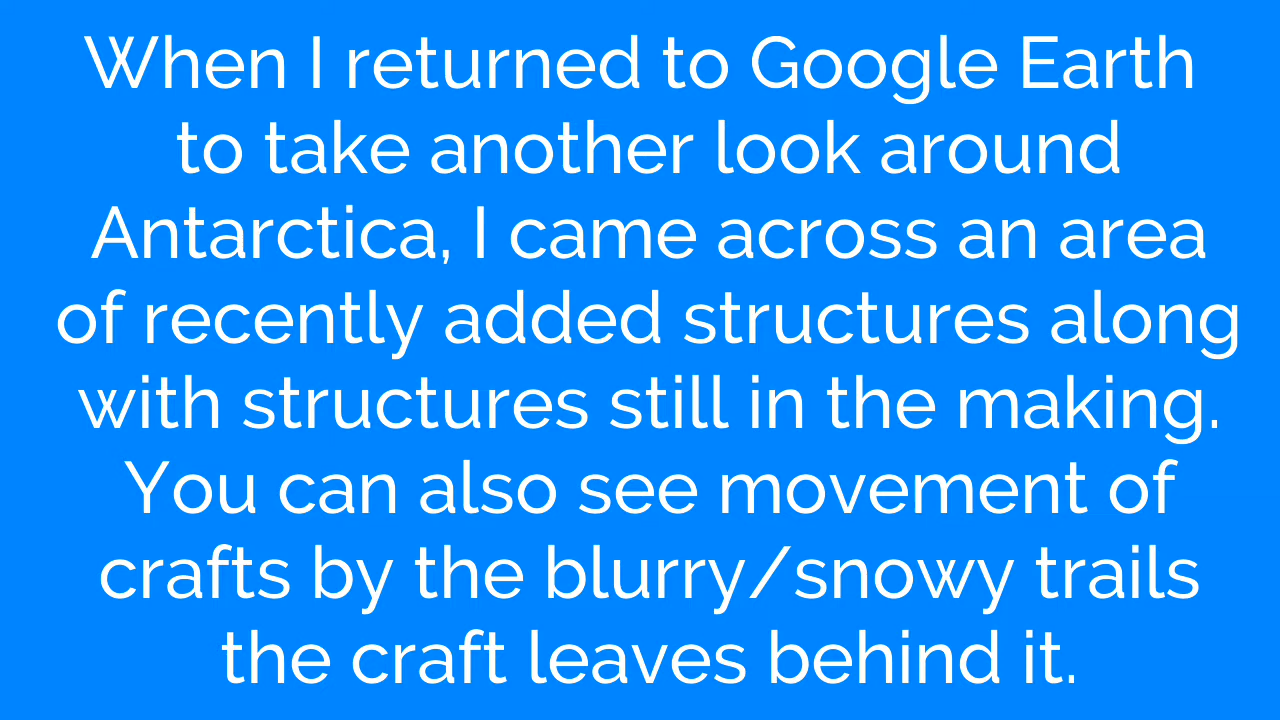 When I returned to Google Earth
to take another look around
Antarctica, I came across an area
of recently added structures along
with structures still in the making.
You can also see movement of
crafts by the blurry/snowy trails
the craft leaves behind it.